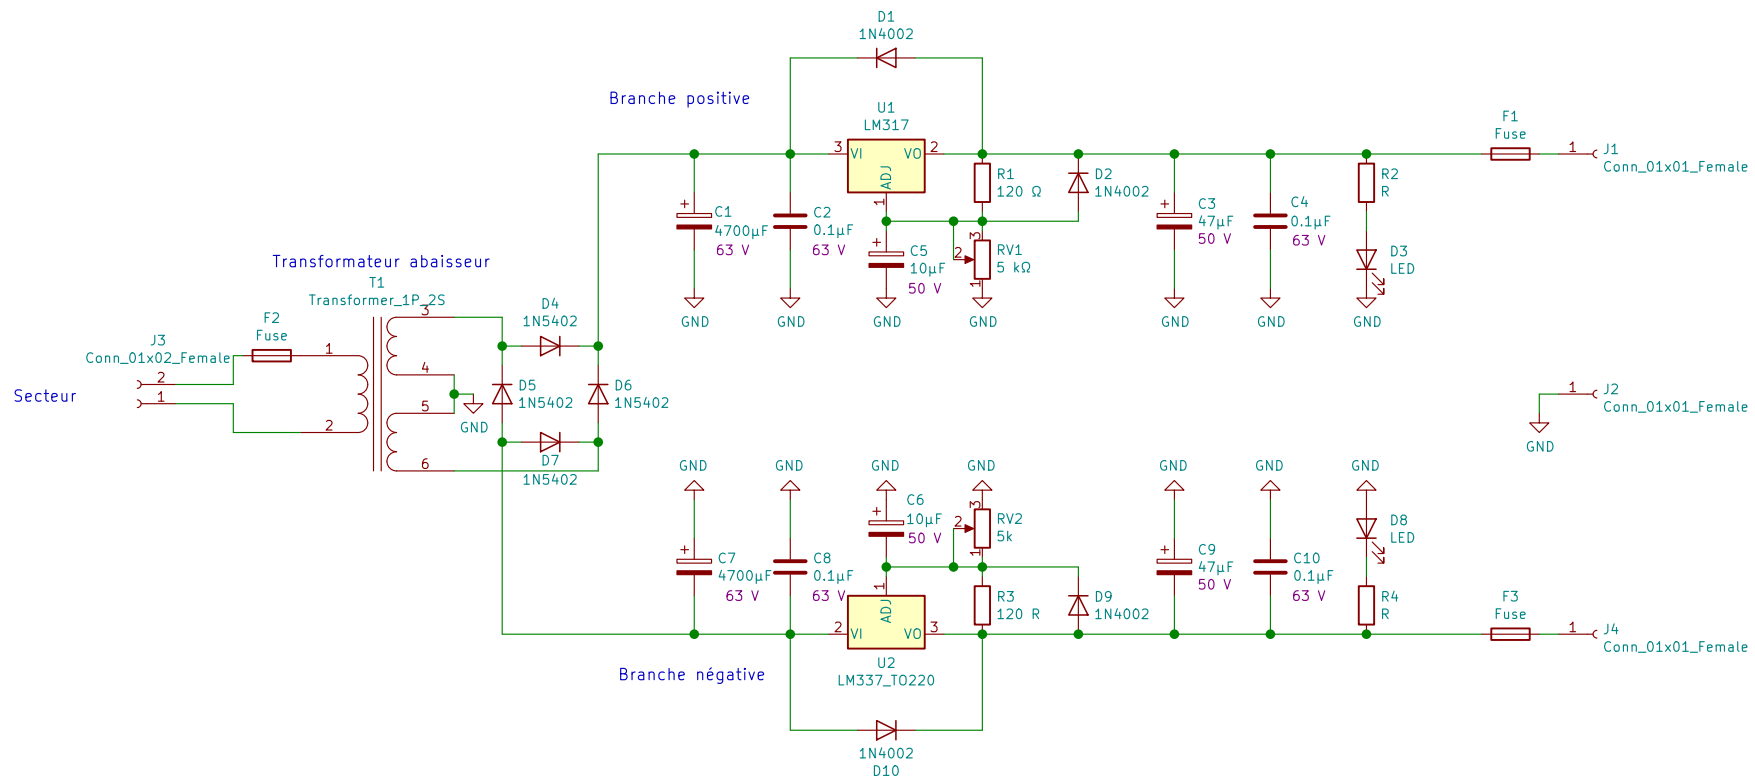 D1
1N4002
Branche positive
U1
LM317
3
VI
VO
2
ADJ
1
F1
Fuse
1
J1
Conn_01x01_Female
R1
120 Ω
D2
1N4002
R2
R
+
C1
4700µF
63 V
C2
0.1µF
63 V
+
C5
10µF
50 V
3
2
1
RV1
5 kΩ
+
C3
47µF
50 V
C4
0.1µF
63 V
D3
LED
GND
GND
GND
GND
GND
GND
GND
Transformateur abaisseur
T1
Transformer_1P_2S
3
4
5
6
1
2
F2
Fuse
J3
Conn_01x02_Female
2
1
Secteur
GND
D4
1N5402
D5
1N5402
D6
1N5402
D7
1N5402
1
J2
Conn_01x01_Female
GND
GND
GND
GND
GND
GND
GND
GND
+
C7
4700µF
63 V
C8
0.1µF
63 V
+
C6
10µF
50 V
3
2
1
RV2
5k
+
C9
47µF
50 V
C10
0.1µF
63 V
D8
LED
1
ADJ
2
VI
VO
3
U2
LM337_TO220
R3
120 R
D9
1N4002
R4
R
F3
Fuse
1
J4
Conn_01x01_Female
Branche négative
1N4002
D10